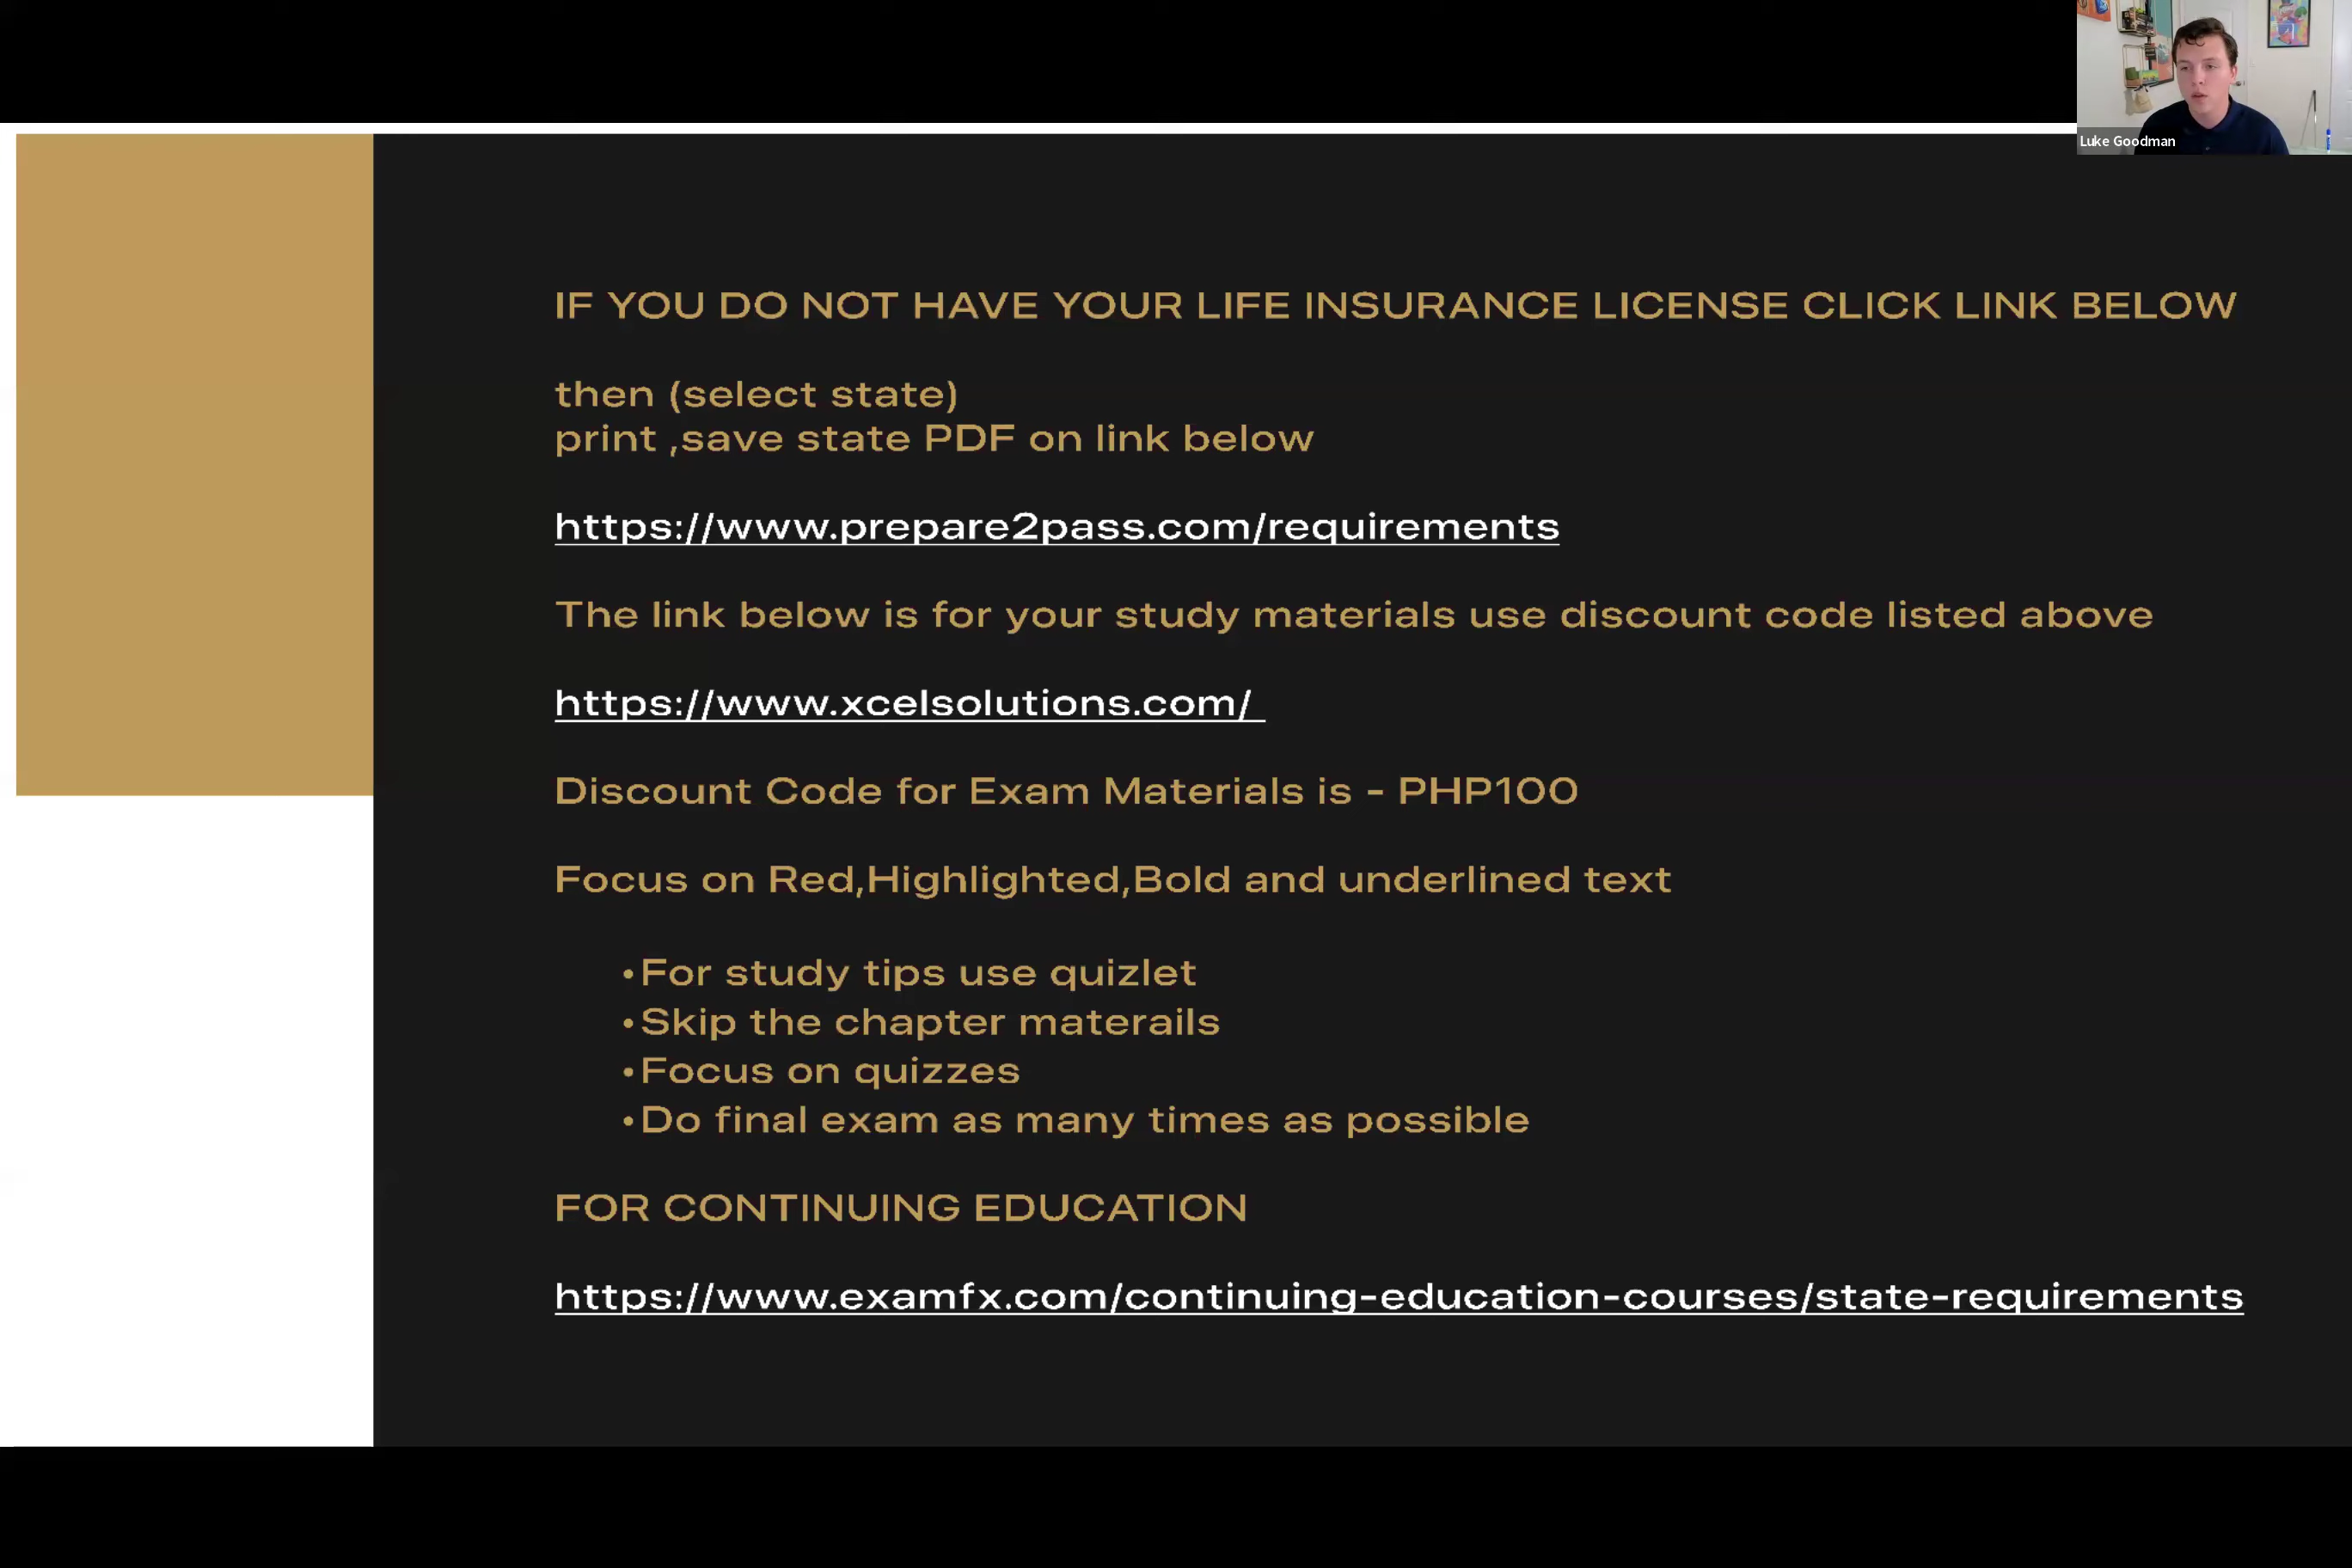 Luke Goodman
IF YOU DO NOT HAVE YOUR LIFE INSURANCE LICENSE CLICK LINK BELOW
then (select state)
print ,save state PDF on link below
https://www.prepare2pass.com/requirements
The link below is for your study materials use discount code listed above
https://www.xcelsolutions.com/
Discount Code for Exam Materials is - PHP100
Focus on Red,Highlighted,Bold and underlined text
•For study tips use quizlet
•Skip the chapter materails
•Focus on quizzes
•Do final exam as many times as possible
FOR CONTINUING EDUCATION
https://www.examfx.com/continuing-education-courses/state-requirements